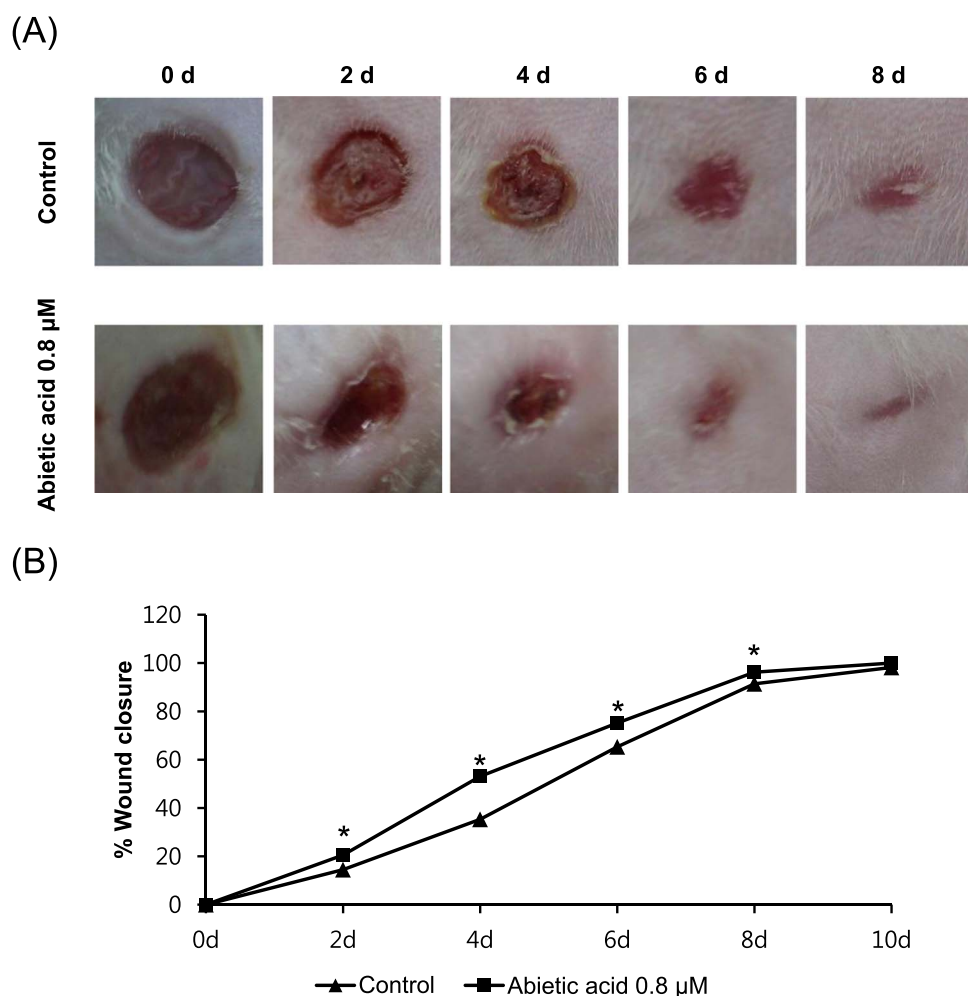 (A)
0 d 2 d 4 d 6 d 8 d
Control
Abietic acid 0.8 µM
(B)
% Wound closure
120
100
80
60
40
20
0
* * * *
0d 2d 4d 6d 8d 10d
Control Abietic acid 0.8 µM